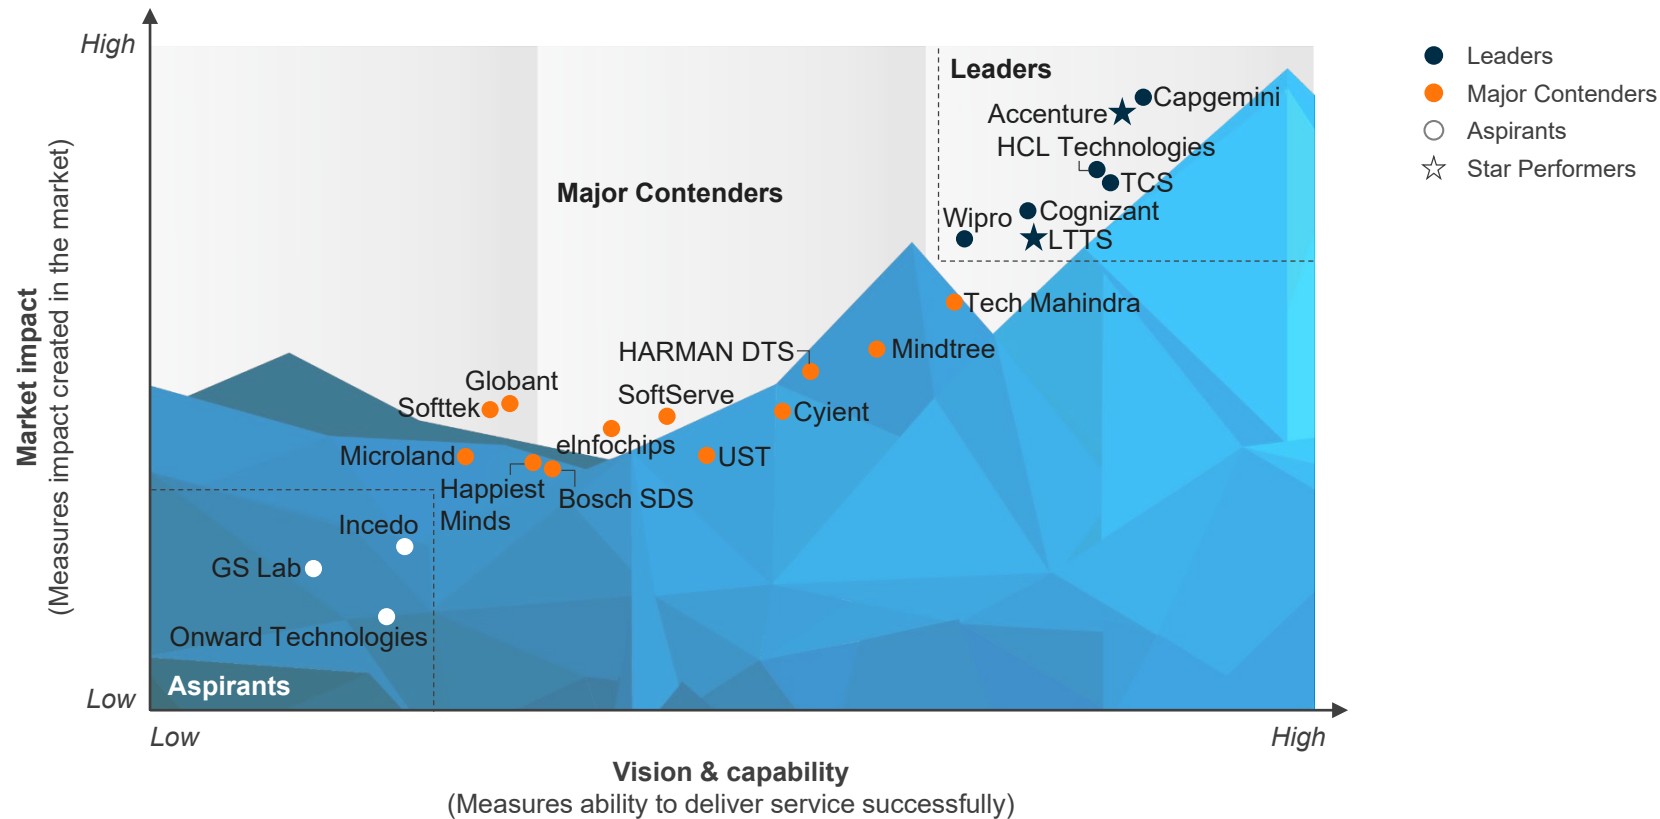 High
Leaders
Capgemini
Accenture
HCL Technologies
TCS
Major Contenders
Cognizant
Wipro
LTTS
Tech Mahindra
HARMAN DTS
Mindtree
Globant
SoftServe
Softtek
Cyient
eInfochips
Microland
UST
Happiest
Minds
Bosch SDS
Incedo
GS Lab
Onward Technologies
Aspirants
Low
Low
High
Market impact
(Measures impact created in the market)
Vision & capability
(Measures ability to deliver service successfully)
Leaders
Major Contenders
Aspirants
Star Performers